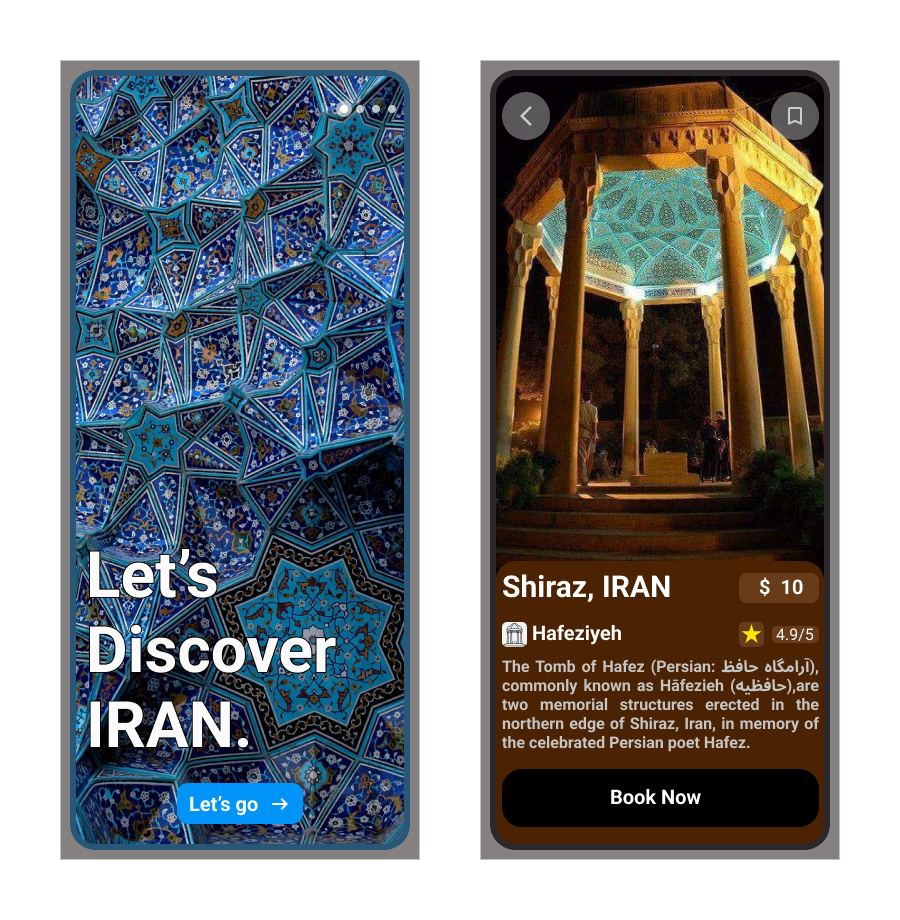 Let’s
Discover
IRAN.
Let’s go
Shiraz, IRAN
$ 10
Hafeziyeh
4.9/5
The Tomb of Hafez (Persian: آرامگاه حافظ),
commonly known as Hāfezieh (حافظیه),are
two memorial structures erected in the
northern edge of Shiraz, Iran, in memory of
the celebrated Persian poet Hafez.
Book Now